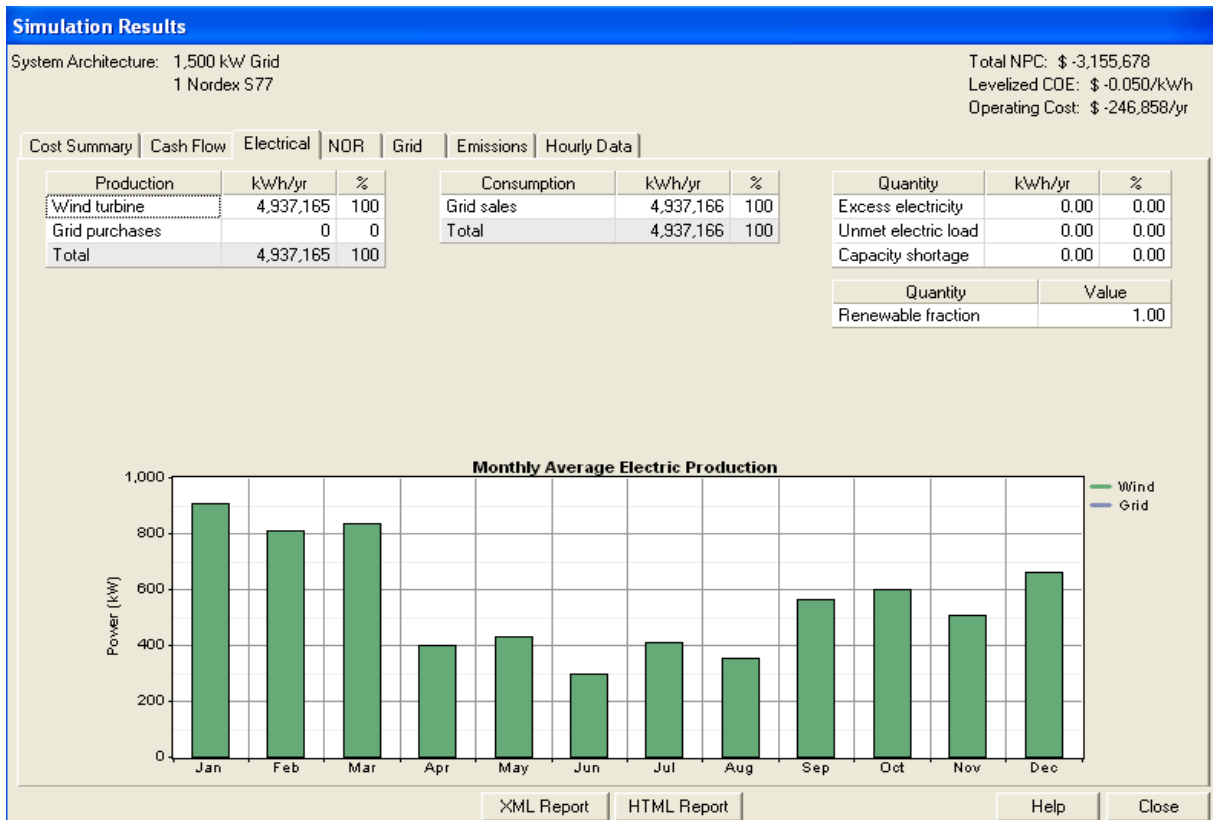 Simulation Results
System Architecture: 1,500 kW Grid
1 Nordex S77
Total NPC: $ -3,155,678
Levelized COE: $ -0.050/kWh
Operating Cost: $ -246,858/yr
Cost Summary Cash Flow Electrical NOR Grid Emissions Hourly Data
Production kWh/yr %
Wind turbine 4,937,165 100
Grid purchases 0 0
Total 4,937,165 100
Consumption kWh/yr %
Grid sales 4,937,166 100
Total 4,937,166 100
Quantity kWh/yr %
Excess electricity 0.00 0.00
Unmet electric load 0.00 0.00
Capacity shortage 0.00 0.00
Quantity Value
Renewable fraction 1.00
Monthly Average Electric Production
Power (kW)
1,000
800
600
400
200
0
Jan Feb Mar Apr May Jun Jul Aug Sep Oct Nov Dec
Wind
Grid
XML Report HTML Report Help Close